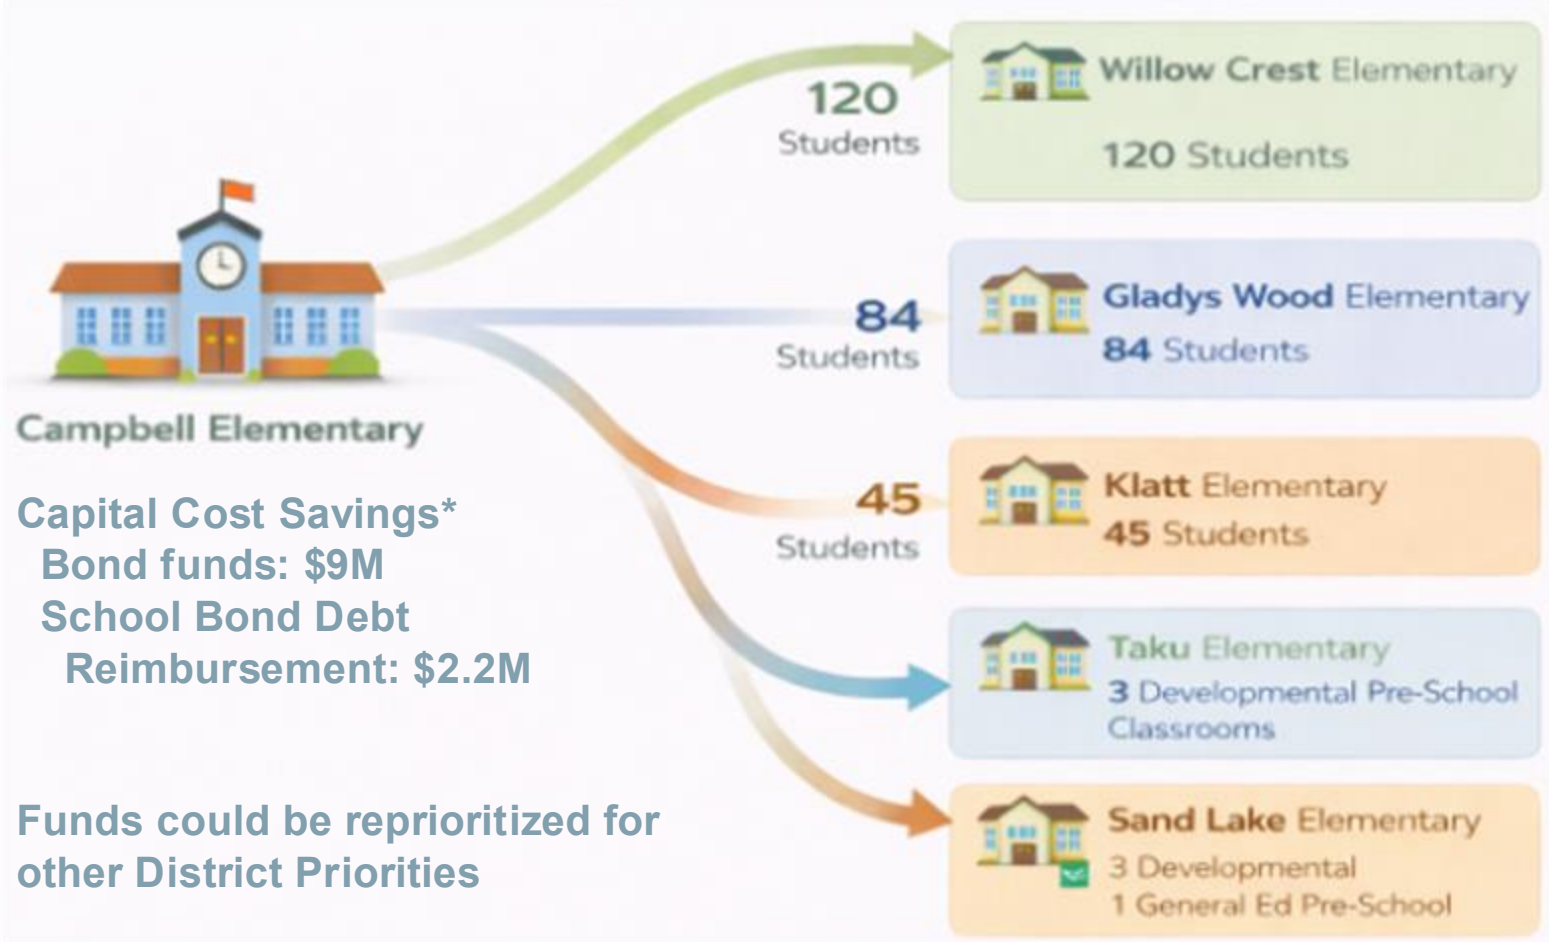 120
Students
Willow Crest Elementary
120 Students
84
Students
Gladys Wood Elementary
84 Students
Campbell Elementary
45
Students
Klatt Elementary
45 Students
Capital Cost Savings*
Bond funds: $9M
School Bond Debt
Reimbursement: $2.2M
Taku Elementary
3 Developmental Pre-School
Classrooms
Funds could be reprioritized for
other District Priorities
Sand Lake Elementary
3 Developmental
1 General Ed Pre-School